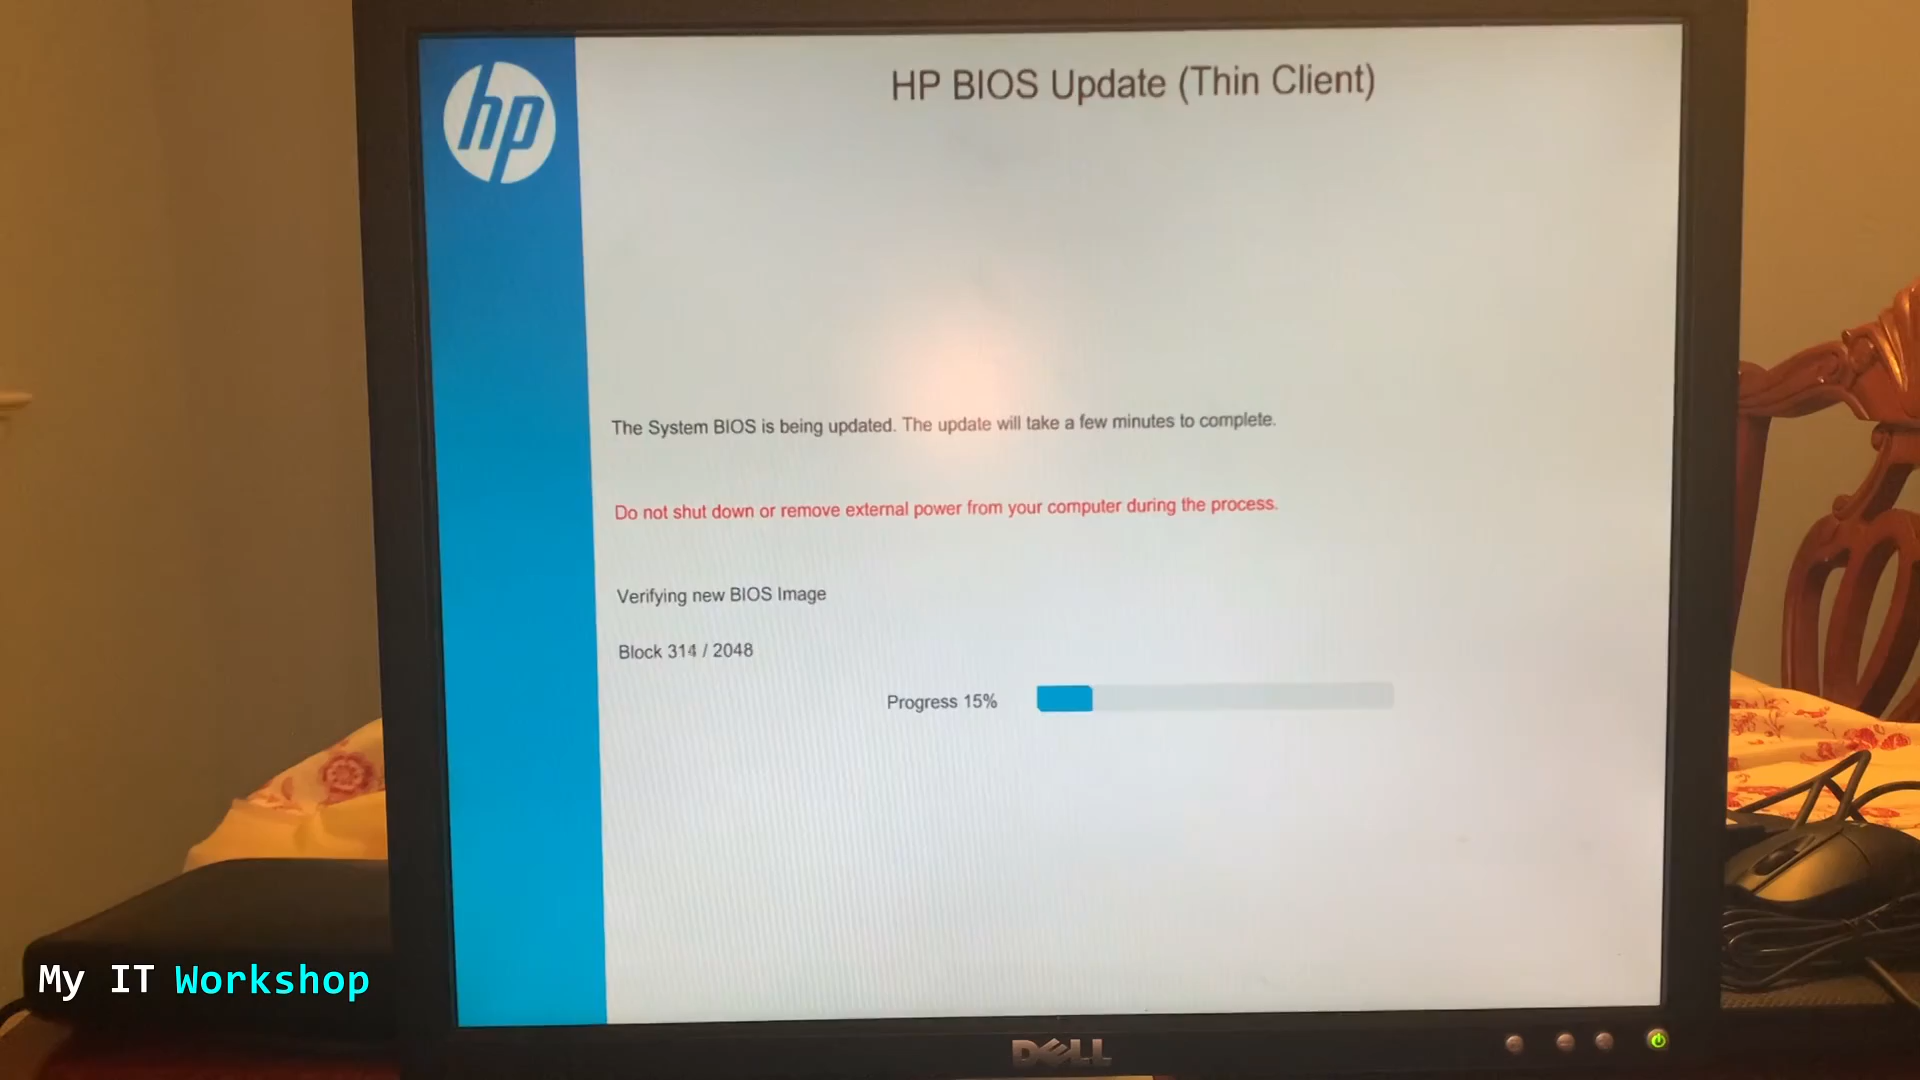 hp
HP BIOS Update (Thin Client)
The System BIOS is being updated. The update will take a few minutes to complete.
Do not shut down or remove external power from your computer during the process.
Verifying new BIOS Image
Block 314 / 2048
Progress 15%
My IT Workshop
DELL